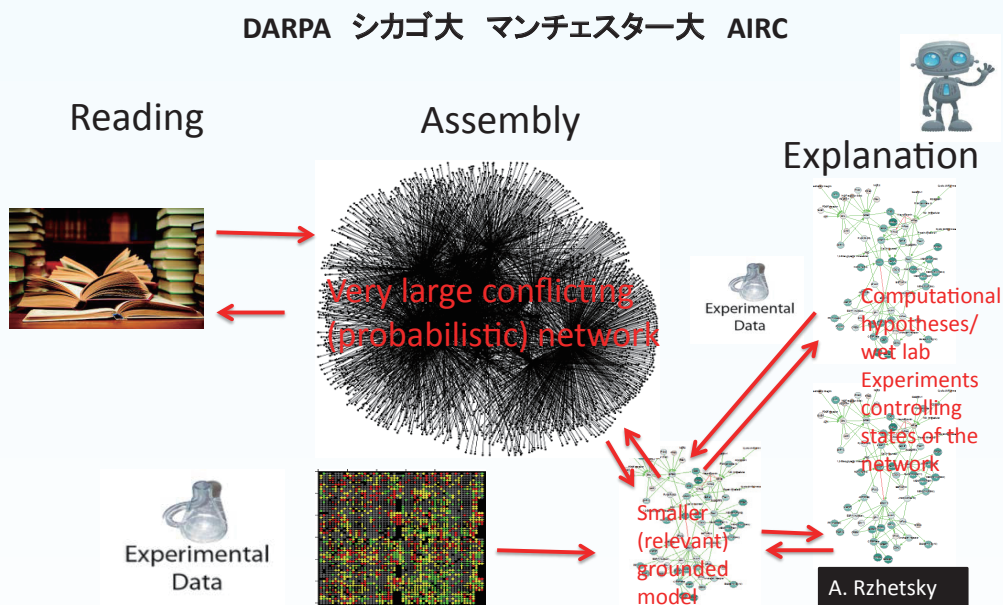 DARPA シカゴ大 マンチェスター大 AIRC
Reading
Assembly
Explanation
Very large conflicting
(probabilistic) network
Experimental
Data
Computational
hypotheses/
wet lab
Experiments
controlling
states of the
network
Experimental
Data
Smaller
(relevant)
grounded
model
A. Rzhetsky